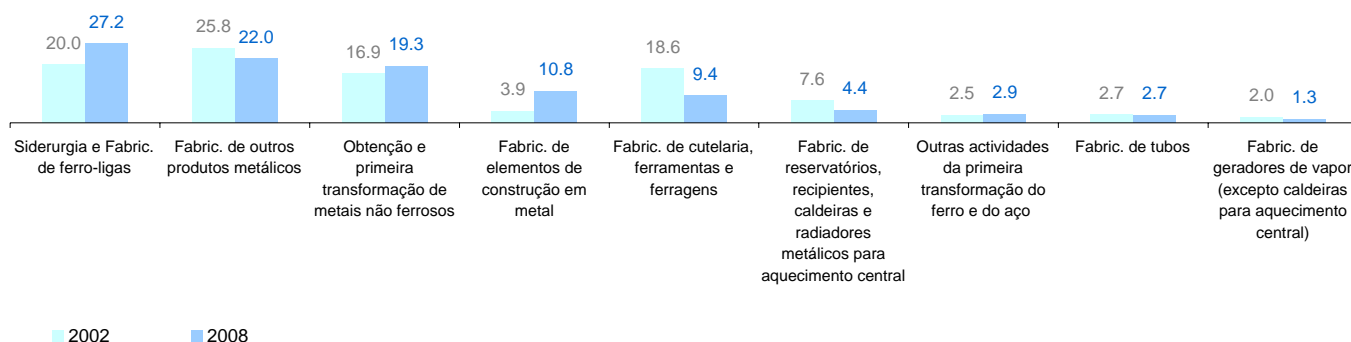 20.0 27.2
25.8 22.0
16.9 19.3
3.9 10.8
18.6 9.4
7.6 4.4
2.5 2.9
2.7 2.7
2.0 1.3
Siderurgia e Fabric.
de ferro-ligas
Fabric. de outros
produtos metálicos
Obtenção e
primeira
transformação de
metais não ferrosos
Fabric. de
elementos de
construção em
metal
Fabric. de cutelaria,
ferramentas e
ferragens
Fabric. de
reservatórios,
recipientes,
caldeiras e
radiadores
metálicos para
aquecimento central
Outras actividades
da primeira
transformação do
ferro e do aço
Fabric. de tubos
Fabric. de
geradores de vapor
(excepto caldeiras
para aquecimento
central)
2002 2008